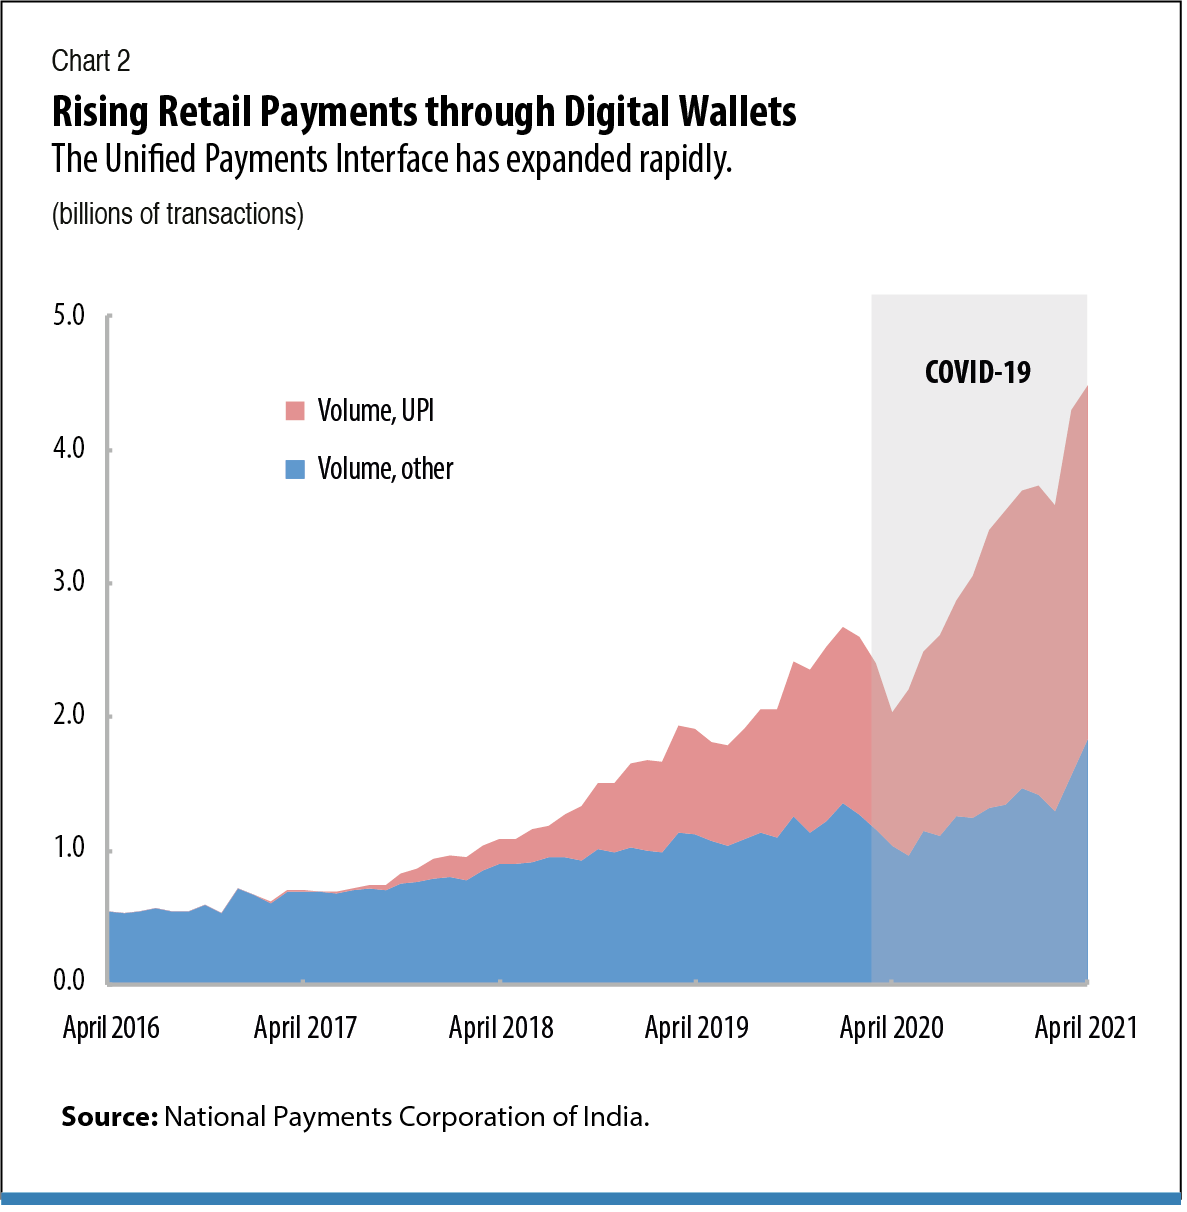 Chart 2
Rising Retail Payments through Digital Wallets
The Unified Payments Interface has expanded rapidly.
(billions of transactions)
5.0
4.0
3.0
2.0
1.0
0.0
COVID-19
Volume, UPI
Volume, other
April 2016
April 2017
April 2018
April 2019
April 2020
April 2021
Source: National Payments Corporation of India.